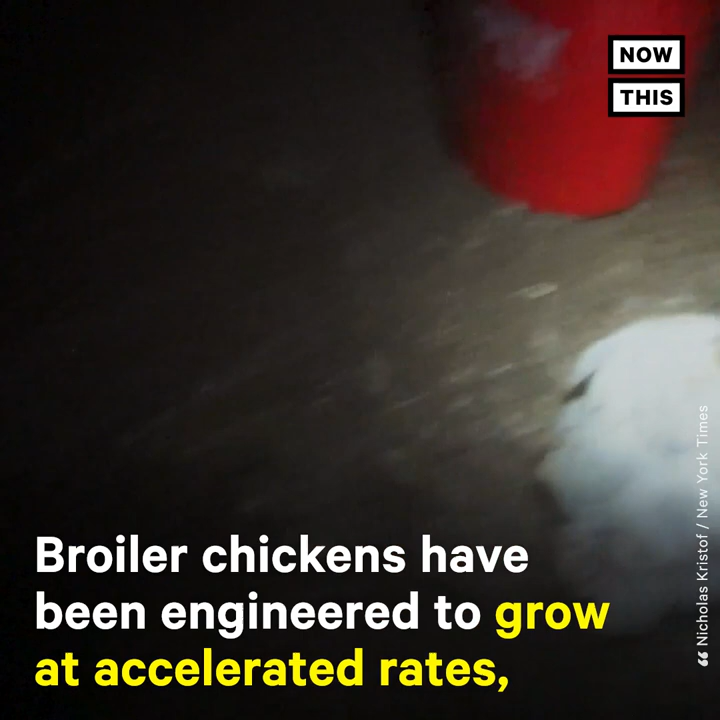 NOW
THIS
Broiler chickens have
been engineered to grow
at accelerated rates,
“ Nicholas Kristof / New York Times